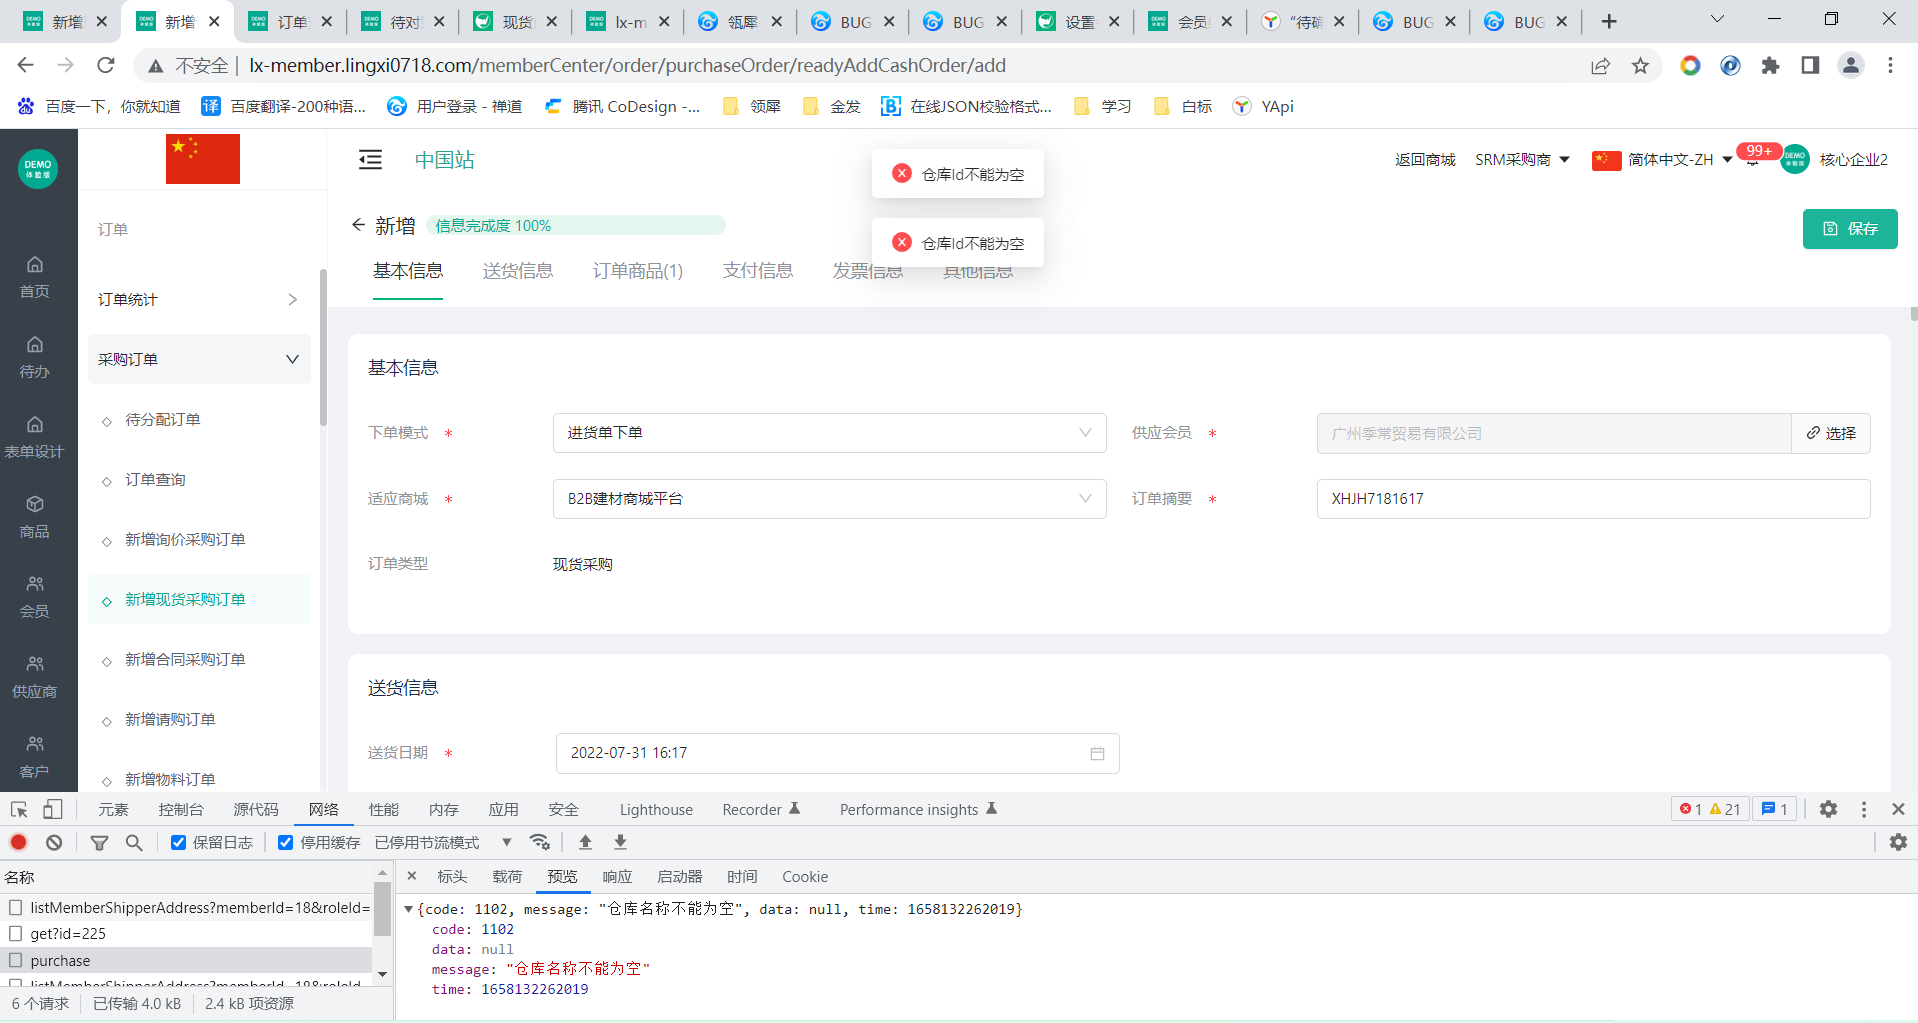 新增 新增 订单 待对 现货 lx-m 瓴犀 BUG BUG 设置 会员 "待确 BUG BUG
不安全 | lx-member.lingxi0718.com/memberCenter/order/purchaseOrder/readyAddCashOrder/add
百度一下，你就知道 译 百度翻译-200种语... 用户登录 - 禅道 腾讯 CoDesign -... 领犀 金发 在线JSON校验格式... 学习 白标 YApi
DEMO
体验版
首页
待办
表单设计
商品
会员
供应商
客户
订单
订单统计
采购订单
待分配订单
订单查询
新增询价采购订单
新增现货采购订单
新增合同采购订单
新增请购订单
新增物料订单
中国站
返回商城 SRM采购商 简体中文-ZH 99+ DEMO 体验版 核心企业2
仓库Id不能为空
仓库Id不能为空
新增 信息完成度 100%
保存
基本信息 送货信息 订单商品(1) 支付信息 发票信息 其他信息
基本信息
下单模式 * 进货单下单 供应会员 * 广州季常贸易有限公司 选择
适应商城 * B2B建材商城平台 订单摘要 * XHJH7181617
订单类型 现货采购
送货信息
送货日期 * 2022-07-31 16:17
元素 控制台 源代码 网络 性能 内存 应用 安全 Lighthouse Recorder Performance insights 1 21 1
保留日志 停用缓存 已停用节流模式
名称
listMemberShipperAddress?memberId=18&roleId=
get?id=225
purchase
listMemberShipperAddress?memberId=18&roleId
6 个请求 已传输 4.0 kB 2.4 kB 项资源
标头 载荷 预览 响应 启动器 时间 Cookie
{code: 1102, message: "仓库名称不能为空", data: null, time: 1658132262019}
code: 1102
data: null
message: "仓库名称不能为空"
time: 1658132262019